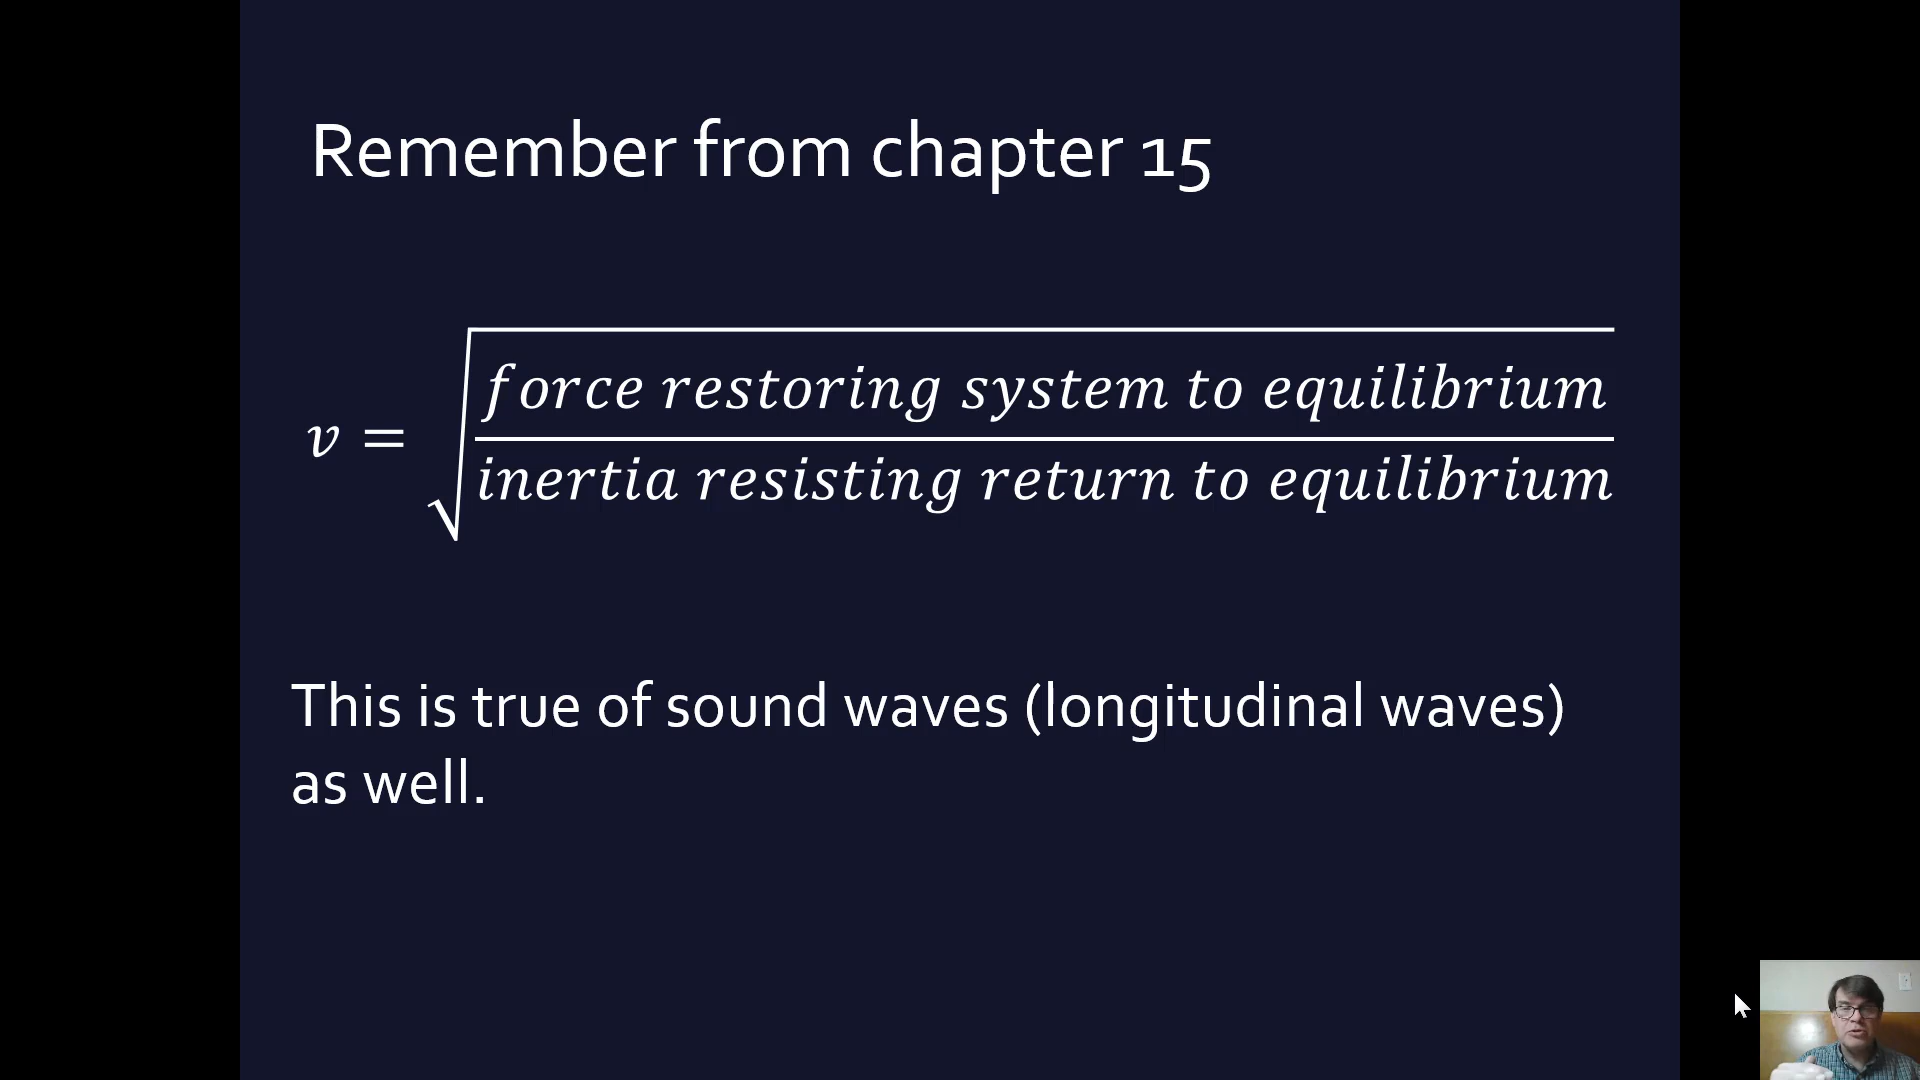 Remember from chapter 15
v = √(force restoring system to equilibrium / inertia resisting return to equilibrium)
This is true of sound waves (longitudinal waves)
as well.